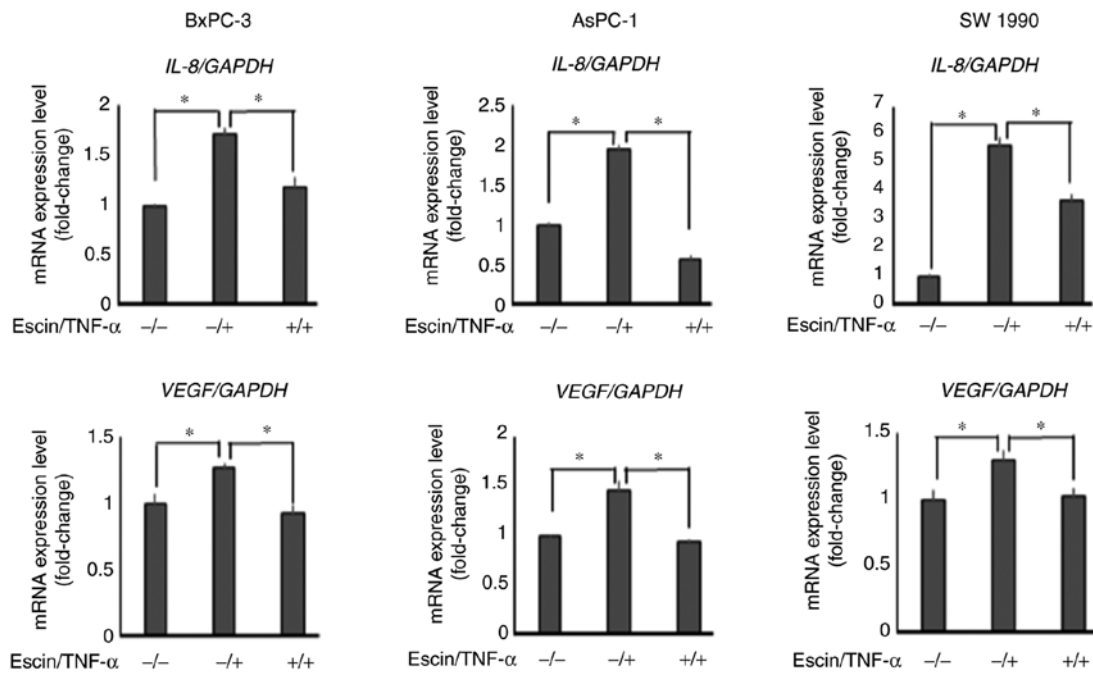 BxPC-3
AsPC-1
SW 1990
IL-8/GAPDH
mRNA expression level
(fold-change)
2
1.5
1
0.5
0
* *
Escin/TNF-α –/– –/+ +/+
IL-8/GAPDH
mRNA expression level
(fold-change)
2.5
2
1.5
1
0.5
0
* *
Escin/TNF-α –/– –/+ +/+
IL-8/GAPDH
mRNA expression level
(fold-change)
7
6
5
4
3
2
1
0
* *
Escin/TNF-α –/– –/+ +/+
VEGF/GAPDH
mRNA expression level
(fold-change)
1.5
1
0.5
0
* *
Escin/TNF-α –/– –/+ +/+
VEGF/GAPDH
mRNA expression level
(fold-change)
2
1.5
1
0.5
0
* *
Escin/TNF-α –/– –/+ +/+
VEGF/GAPDH
mRNA expression level
(fold-change)
1.5
1
0.5
0
* *
Escin/TNF-α –/– –/+ +/+